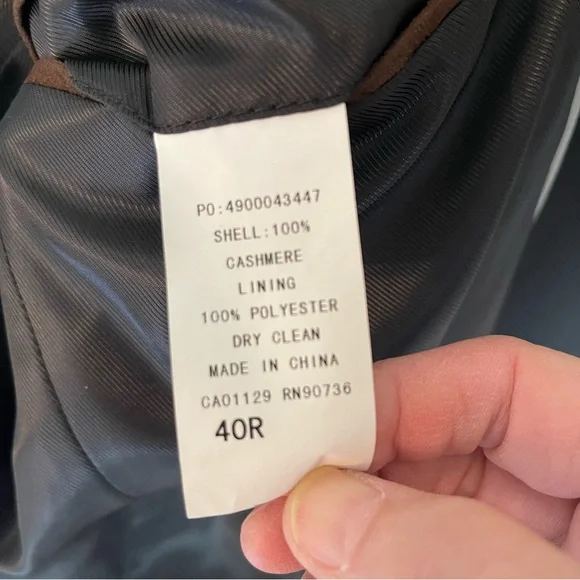 PO:4900043447
SHELL:100%
CASHMERE
LINING
100% POLYESTER
DRY CLEAN
MADE IN CHINA
CA01129 RN90736
40R